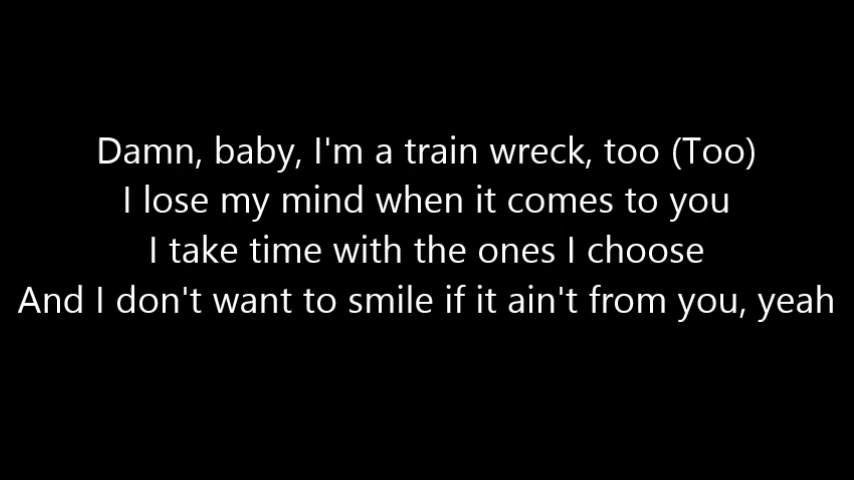 Damn, baby, I'm a train wreck, too (Too)
I lose my mind when it comes to you
I take time with the ones I choose
And I don't want to smile if it ain't from you, yeah